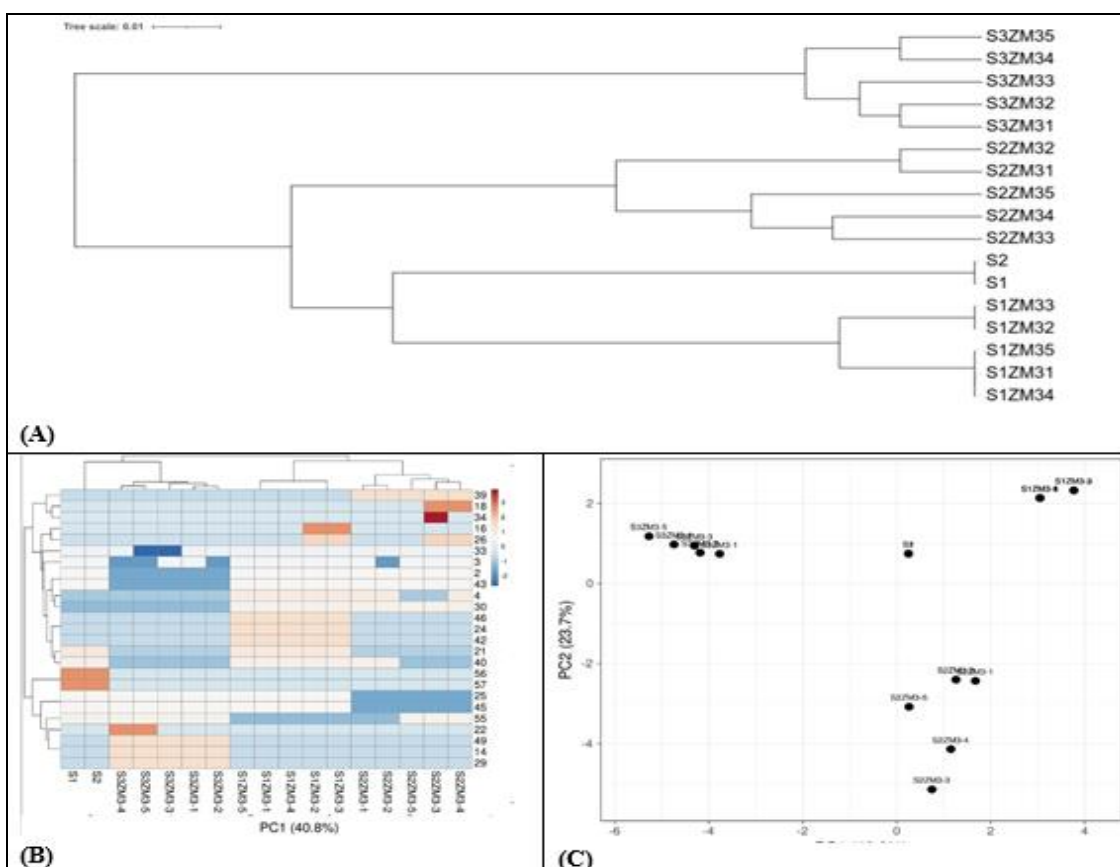 Tree scale: 0.01
S3ZM35
S3ZM34
S3ZM33
S3ZM32
S3ZM31
S2ZM32
S2ZM31
S2ZM35
S2ZM34
S2ZM33
S2
S1
S1ZM33
S1ZM32
S1ZM35
S1ZM31
S1ZM34
(A)
39
18
34
16
26
33
3
2
43
4
30
46
24
42
21
40
56
57
25
45
55
22
49
14
29
S1
S2
S3ZM3-4
S3ZM3-5
S3ZM3-3
S3ZM3-1
S3ZM3-2
S1ZM3-5
S1ZM3-1
S1ZM3-4
S1ZM3-2
S1ZM3-3
S2ZM3-1
S2ZM3-2
S2ZM3-5
S2ZM3-3
S2ZM3-4
PC1 (40.8%)
(B)
PC2 (23.7%)
2
0
-2
-4
-6
-4
-2
0
2
4
S3ZM3-5
S2ZM3-1
S2ZM3-5
S2ZM3-4
S2ZM3-3
(C)